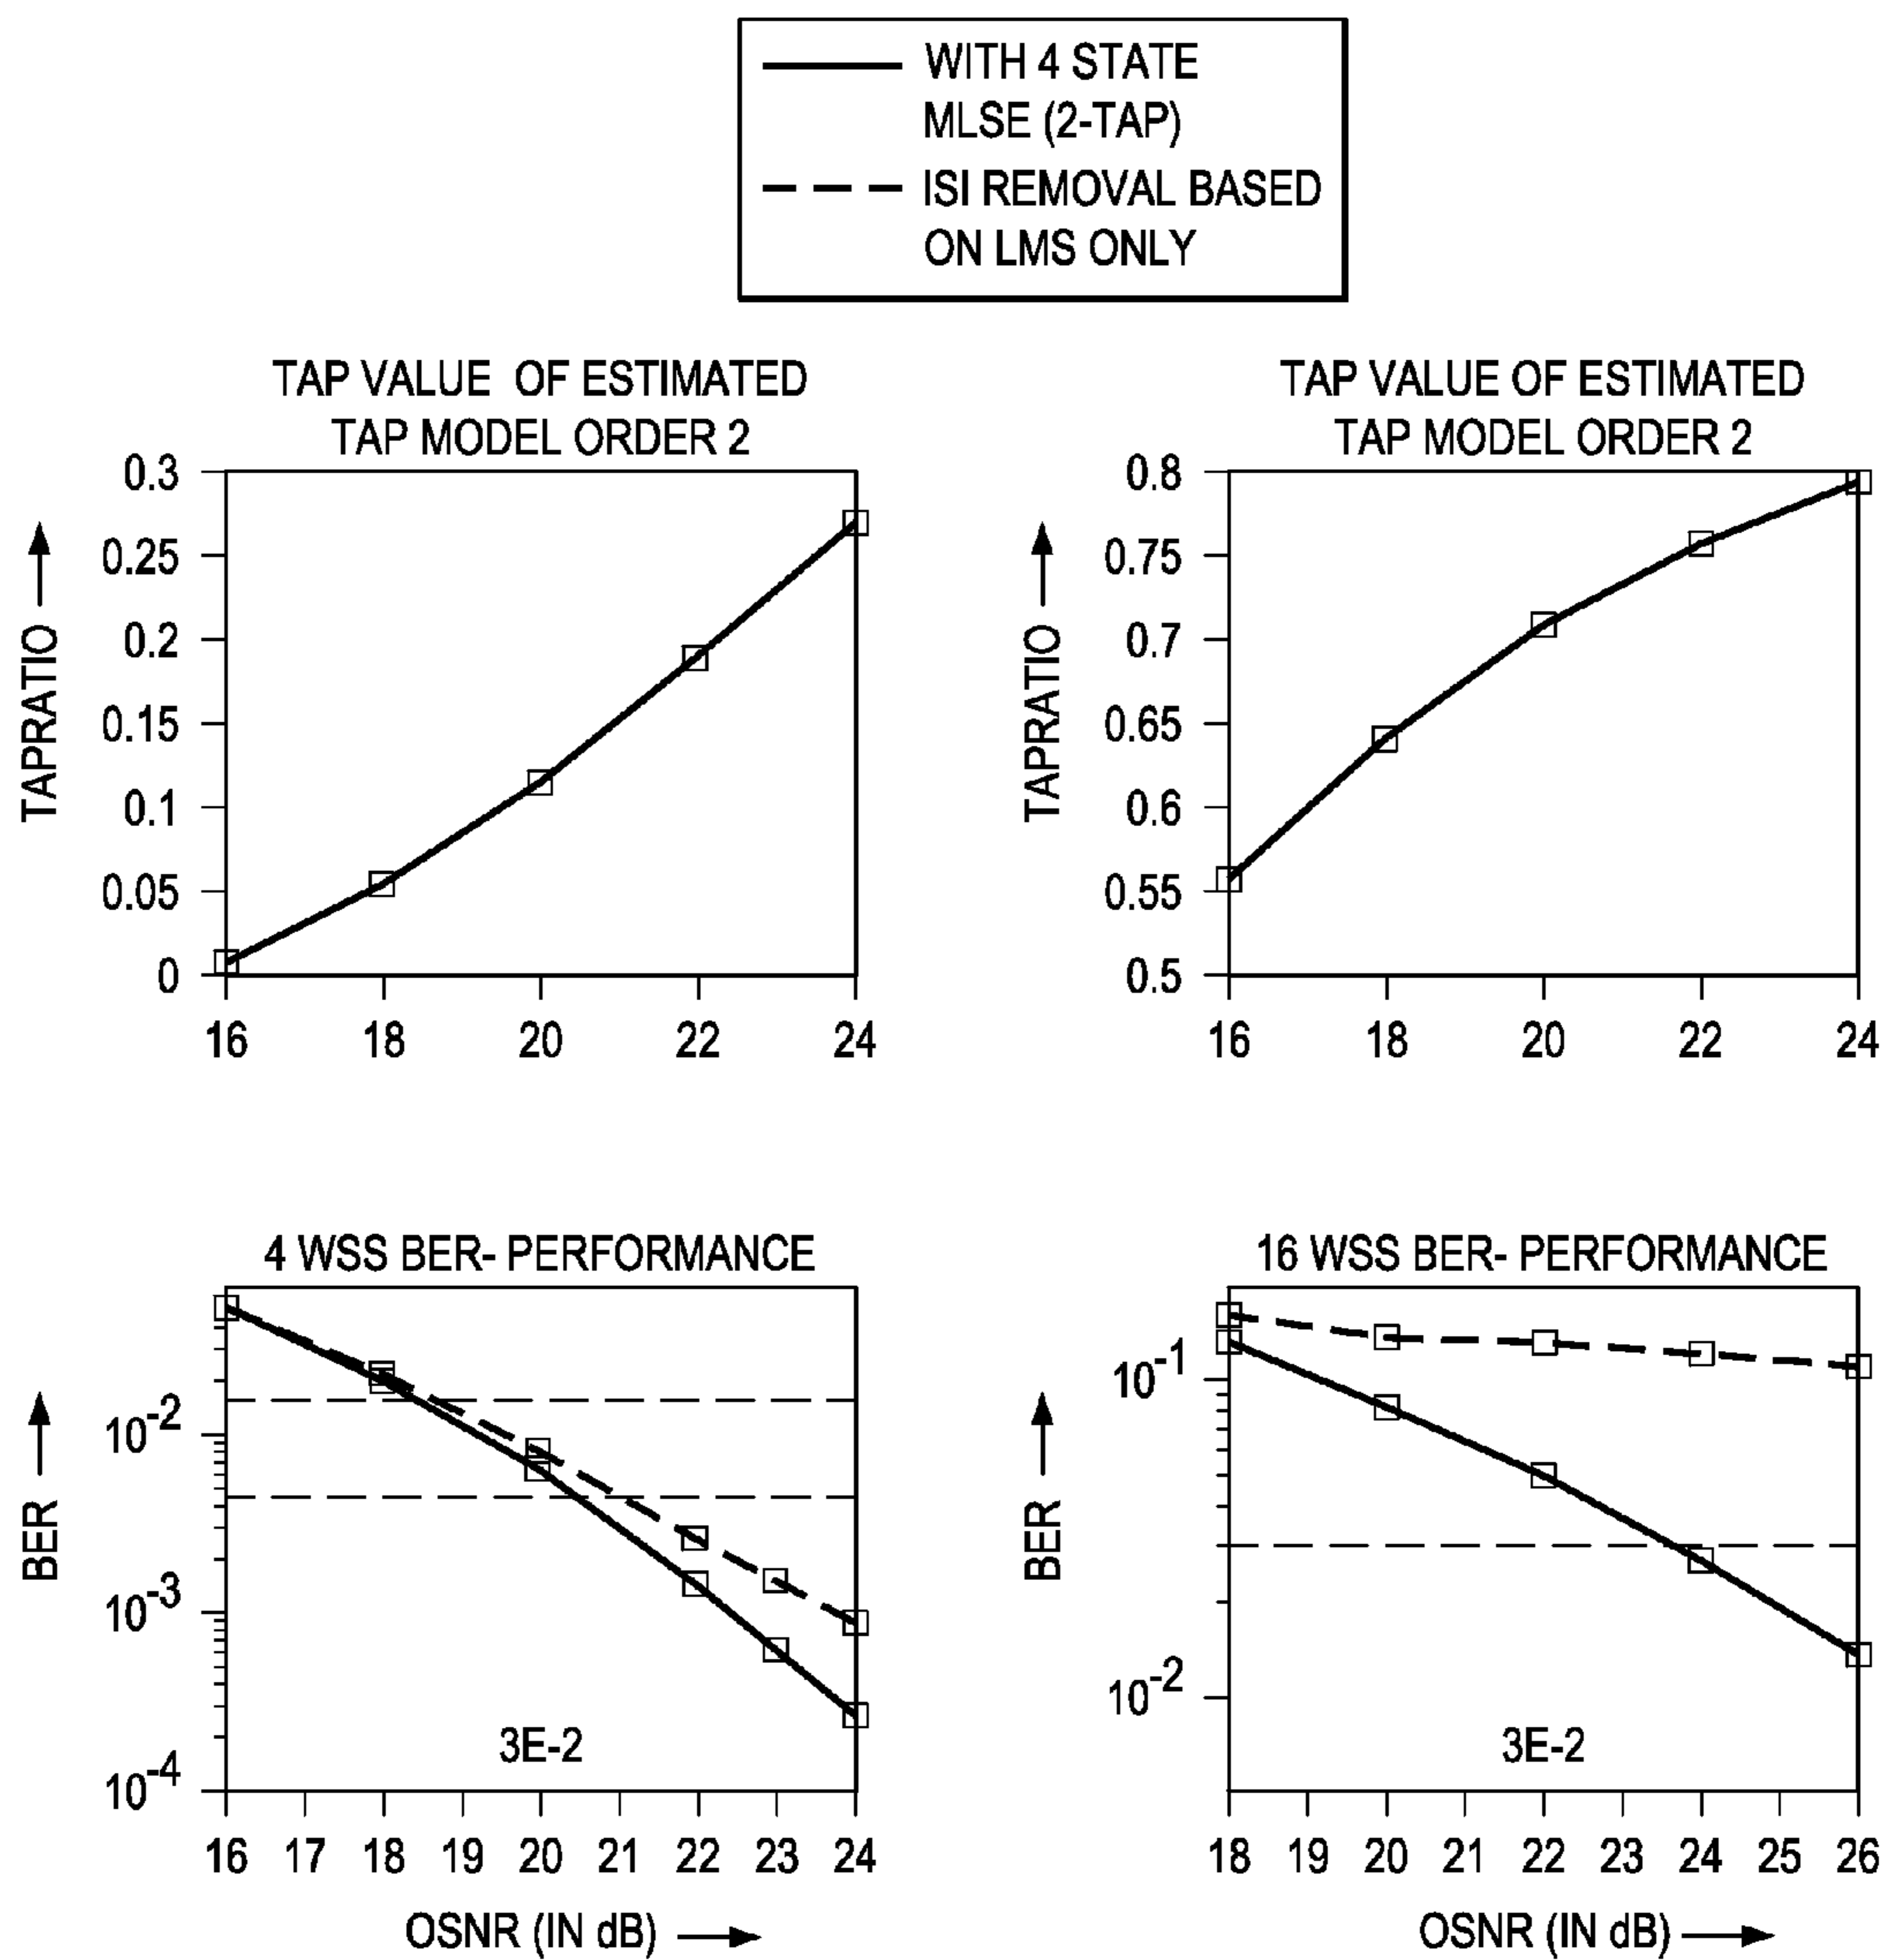 WITH 4 STATE
MLSE (2-TAP)
ISI REMOVAL BASED
ON LMS ONLY
TAP VALUE OF ESTIMATED
TAP MODEL ORDER 2
TAPRATIO
0.3
0.25
0.2
0.15
0.1
0.05
0
16 18 20 22 24
TAP VALUE OF ESTIMATED
TAP MODEL ORDER 2
TAPRATIO
0.8
0.75
0.7
0.65
0.6
0.55
0.5
16 18 20 22 24
4 WSS BER- PERFORMANCE
BER
10-2
10-3
10-4
3E-2
16 17 18 19 20 21 22 23 24
OSNR (IN dB)
16 WSS BER- PERFORMANCE
BER
10-1
10-2
3E-2
18 19 20 21 22 23 24 25 26
OSNR (IN dB)